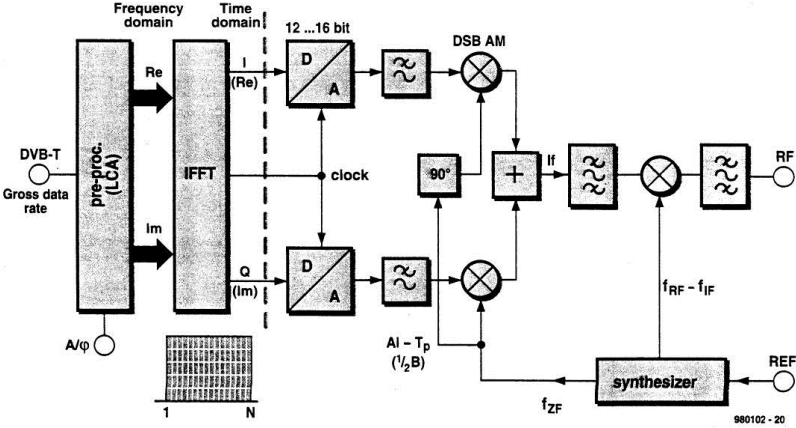 Frequency
domain
Time
domain
12 ...16 bit
DSB AM
Re
I
(Re)
D
A
DVB-T
Gross data
rate
pre-proc.
(LCA)
IFFT
clock
90°
+
If
RF
Im
Q
(Im)
D
A
fRF – fIF
A/φ
AI – Tp
(1/2B)
synthesizer
REF
fZF
1
N
980102 - 20